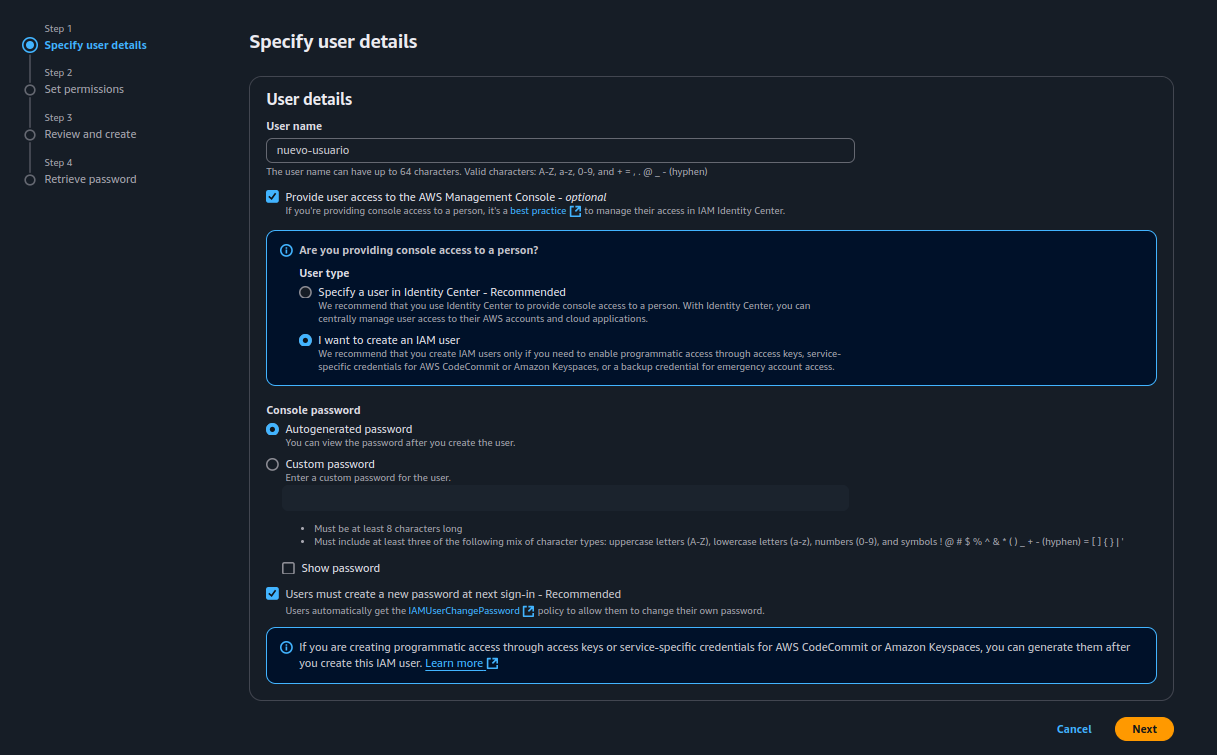 Step 1
Specify user details
Step 2
Set permissions
Step 3
Review and create
Step 4
Retrieve password
Specify user details
User details
User name
nuevo-usuario
The user name can have up to 64 characters. Valid characters: A-Z, a-z, 0-9, and + = , . @ _ - (hyphen)
Provide user access to the AWS Management Console - optional
If you're providing console access to a person, it's a best practice to manage their access in IAM Identity Center.
Are you providing console access to a person?
User type
Specify a user in Identity Center - Recommended
We recommend that you use Identity Center to provide console access to a person. With Identity Center, you can
centrally manage user access to their AWS accounts and cloud applications.
I want to create an IAM user
We recommend that you create IAM users only if you need to enable programmatic access through access keys, service-
specific credentials for AWS CodeCommit or Amazon Keyspaces, or a backup credential for emergency account access.
Console password
Autogenerated password
You can view the password after you create the user.
Custom password
Enter a custom password for the user.
• Must be at least 8 characters long
• Must include at least three of the following mix of character types: uppercase letters (A-Z), lowercase letters (a-z), numbers (0-9), and symbols ! @ # $ % ^ & * ( ) _ + - (hyphen) = [ ] { } | '
Show password
Users must create a new password at next sign-in - Recommended
Users automatically get the IAMUserChangePassword policy to allow them to change their own password.
If you are creating programmatic access through access keys or service-specific credentials for AWS CodeCommit or Amazon Keyspaces, you can generate them after
you create this IAM user. Learn more
Cancel
Next